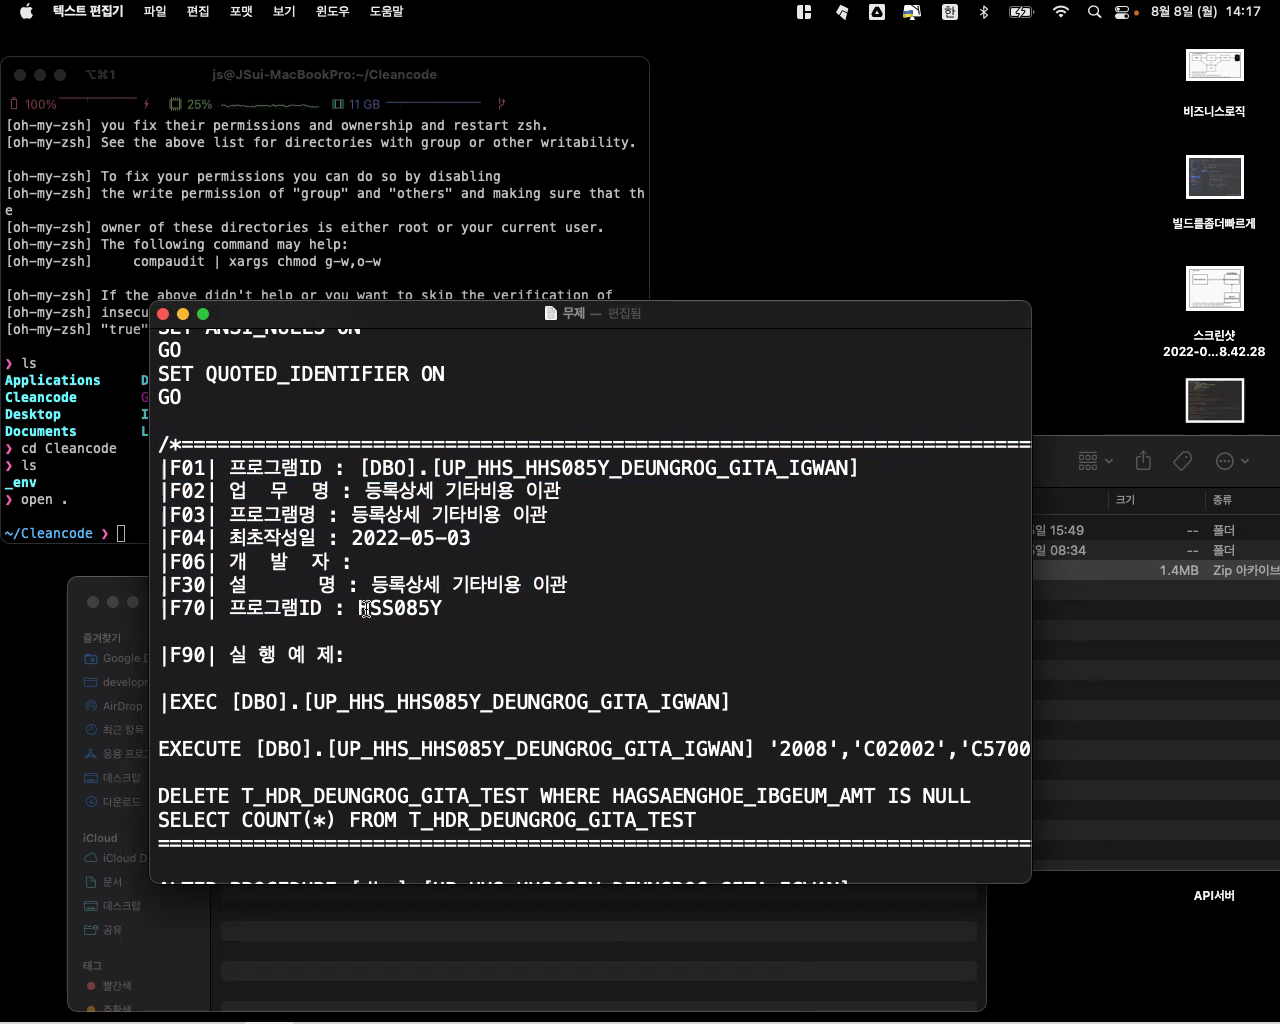 텍스트 편집기 파일 편집 포맷 보기 윈도우 도움말
한
8월 8일 (월) 14:17
⌥⌘1
js@JSui-MacBookPro:~/Cleancode
100% 25% 11 GB
[oh-my-zsh] you fix their permissions and ownership and restart zsh.
[oh-my-zsh] See the above list for directories with group or other writability.
[oh-my-zsh] To fix your permissions you can do so by disabling
[oh-my-zsh] the write permission of "group" and "others" and making sure that th
e
[oh-my-zsh] owner of these directories is either root or your current user.
[oh-my-zsh] The following command may help:
[oh-my-zsh]     compaudit | xargs chmod g-w,o-w
[oh-my-zsh] If the above didn't help or you want to skip the verification of
[oh-my-zsh] insecu
[oh-my-zsh] "true"
❯ ls
Applications D
Cleancode G
Desktop I
Documents L
❯ cd Cleancode
❯ ls
_env
❯ open .
~/Cleancode ❯
무제 — 편집됨
SET ANSI_NULLS ON
GO
SET QUOTED_IDENTIFIER ON
GO
/*=======================================================================
|F01| 프로그램ID : [DBO].[UP_HHS_HHS085Y_DEUNGROG_GITA_IGWAN]
|F02| 업 무 명 : 등록상세 기타비용 이관
|F03| 프로그램명 : 등록상세 기타비용 이관
|F04| 최초작성일 : 2022-05-03
|F06| 개 발 자 :
|F30| 설 명 : 등록상세 기타비용 이관
|F70| 프로그램ID : HSS085Y
|F90| 실 행 예 제:
|EXEC [DBO].[UP_HHS_HHS085Y_DEUNGROG_GITA_IGWAN]
EXECUTE [DBO].[UP_HHS_HHS085Y_DEUNGROG_GITA_IGWAN] '2008','C02002','C5700
DELETE T_HDR_DEUNGROG_GITA_TEST WHERE HAGSAENGHOE_IBGEUM_AMT IS NULL
SELECT COUNT(*) FROM T_HDR_DEUNGROG_GITA_TEST
=========================================================================
비즈니스로직
빌드를좀더빠르게
스크린샷
2022-0...8.42.28
크기 종류
일 15:49 -- 폴더
일 08:34 -- 폴더
1.4MB Zip 아카이브
API서버
즐겨찾기
Google D
developr
AirDrop
최근 항목
응용 프로그
데스크탑
다운로드
iCloud
iCloud D
문서
데스크탑
공유
태그
빨간색
주황색